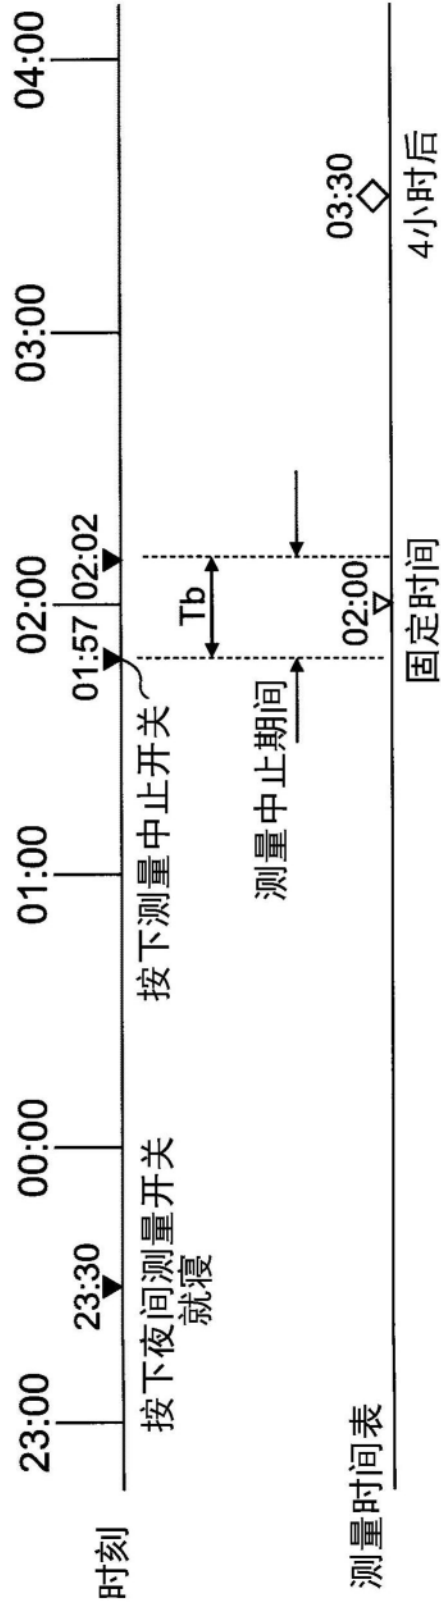 时刻
23:00
00:00
01:00
02:00
03:00
04:00
23:30
01:57
02:02
按下夜间测量开关
就寝
按下测量中止开关
Tb
测量中止期间
02:00
03:30
测量时间表
固定时间
4小时后